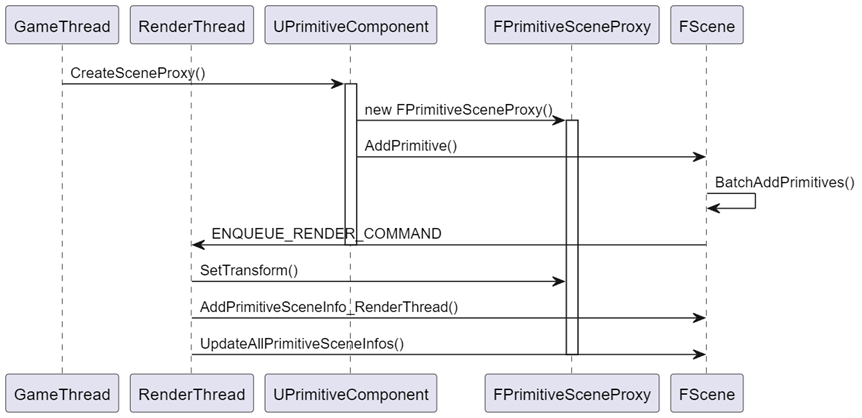 GameThread
RenderThread
UPrimitiveComponent
FPrimitiveSceneProxy
FScene
CreateSceneProxy()
new FPrimitiveSceneProxy()
AddPrimitive()
BatchAddPrimitives()
ENQUEUE_RENDER_COMMAND
SetTransform()
AddPrimitiveSceneInfo_RenderThread()
UpdateAllPrimitiveSceneInfos()
GameThread
RenderThread
UPrimitiveComponent
FPrimitiveSceneProxy
FScene